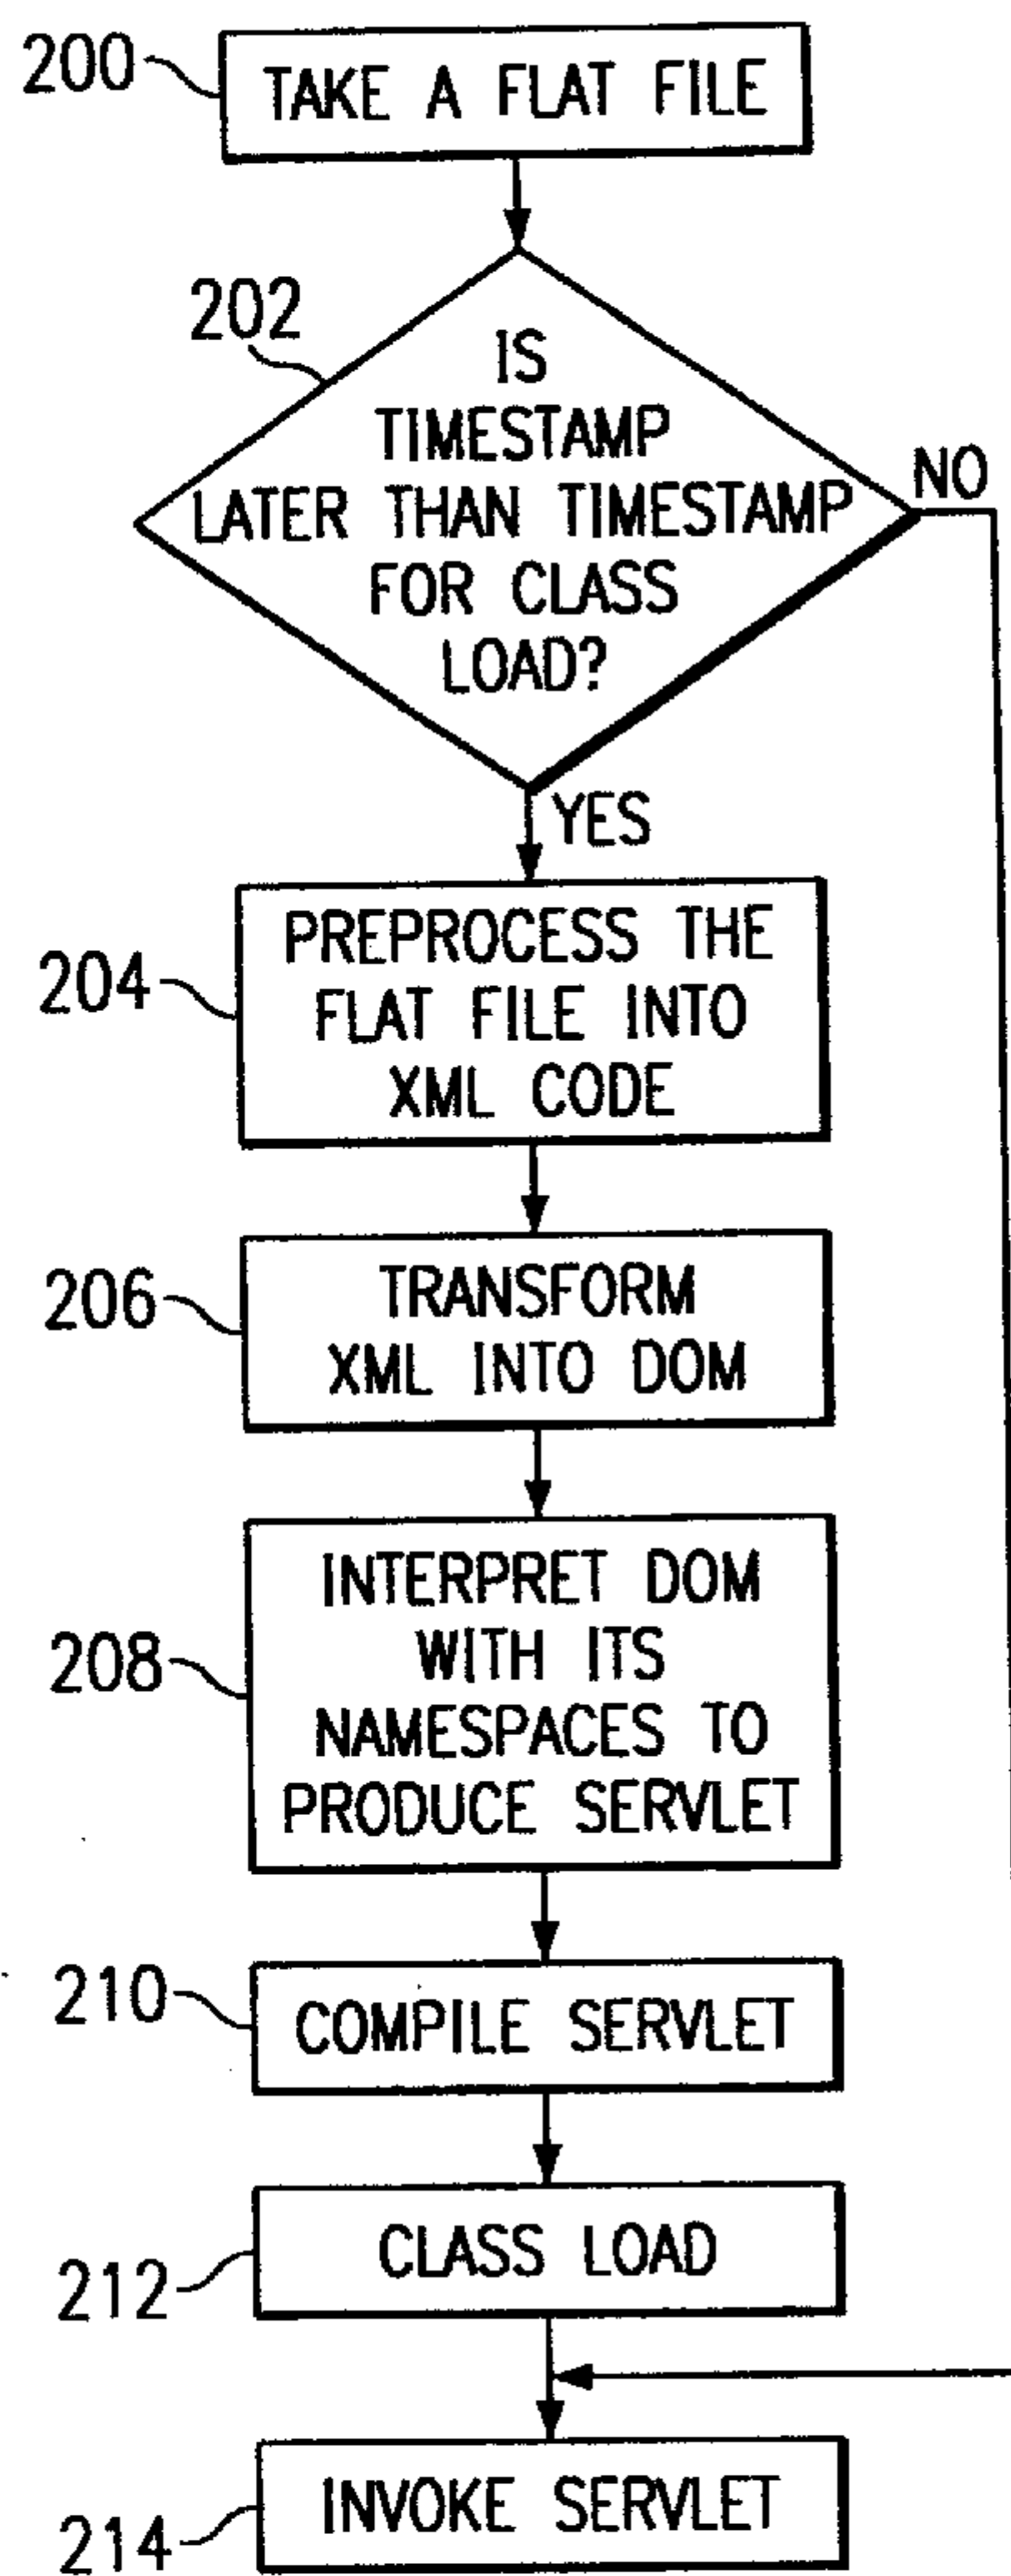 200
TAKE A FLAT FILE
202
IS
TIMESTAMP
LATER THAN TIMESTAMP
FOR CLASS
LOAD?
NO
YES
204
PREPROCESS THE
FLAT FILE INTO
XML CODE
206
TRANSFORM
XML INTO DOM
208
INTERPRET DOM
WITH ITS
NAMESPACES TO
PRODUCE SERVLET
210
COMPILE SERVLET
212
CLASS LOAD
214
INVOKE SERVLET